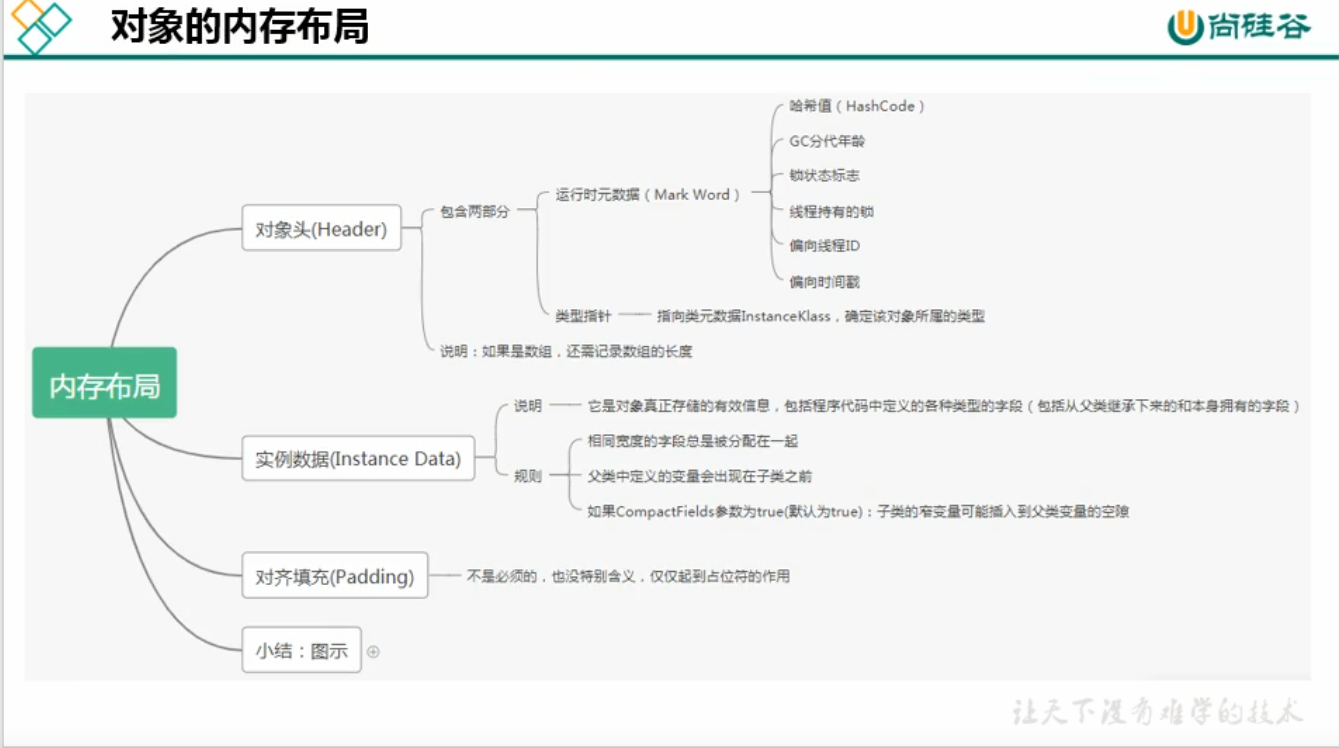 对象的内存布局
尚硅谷
哈希值（HashCode）
GC分代年龄
锁状态标志
运行时元数据（Mark Word）
包含两部分
线程持有的锁
对象头(Header)
偏向线程ID
偏向时间戳
类型指针
指向类元数据InstanceKlass，确定该对象所属的类型
说明：如果是数组，还需记录数组的长度
内存布局
说明
它是对象真正存储的有效信息，包括程序代码中定义的各种类型的字段（包括从父类继承下来的和本身拥有的字段）
相同宽度的字段总是被分配在一起
实例数据(Instance Data)
规则
父类中定义的变量会出现在子类之前
如果CompactFields参数为true(默认为true)：子类的窄变量可能插入到父类变量的空隙
对齐填充(Padding)
不是必须的，也没特别含义，仅仅起到占位符的作用
小结：图示
让天下没有难学的技术